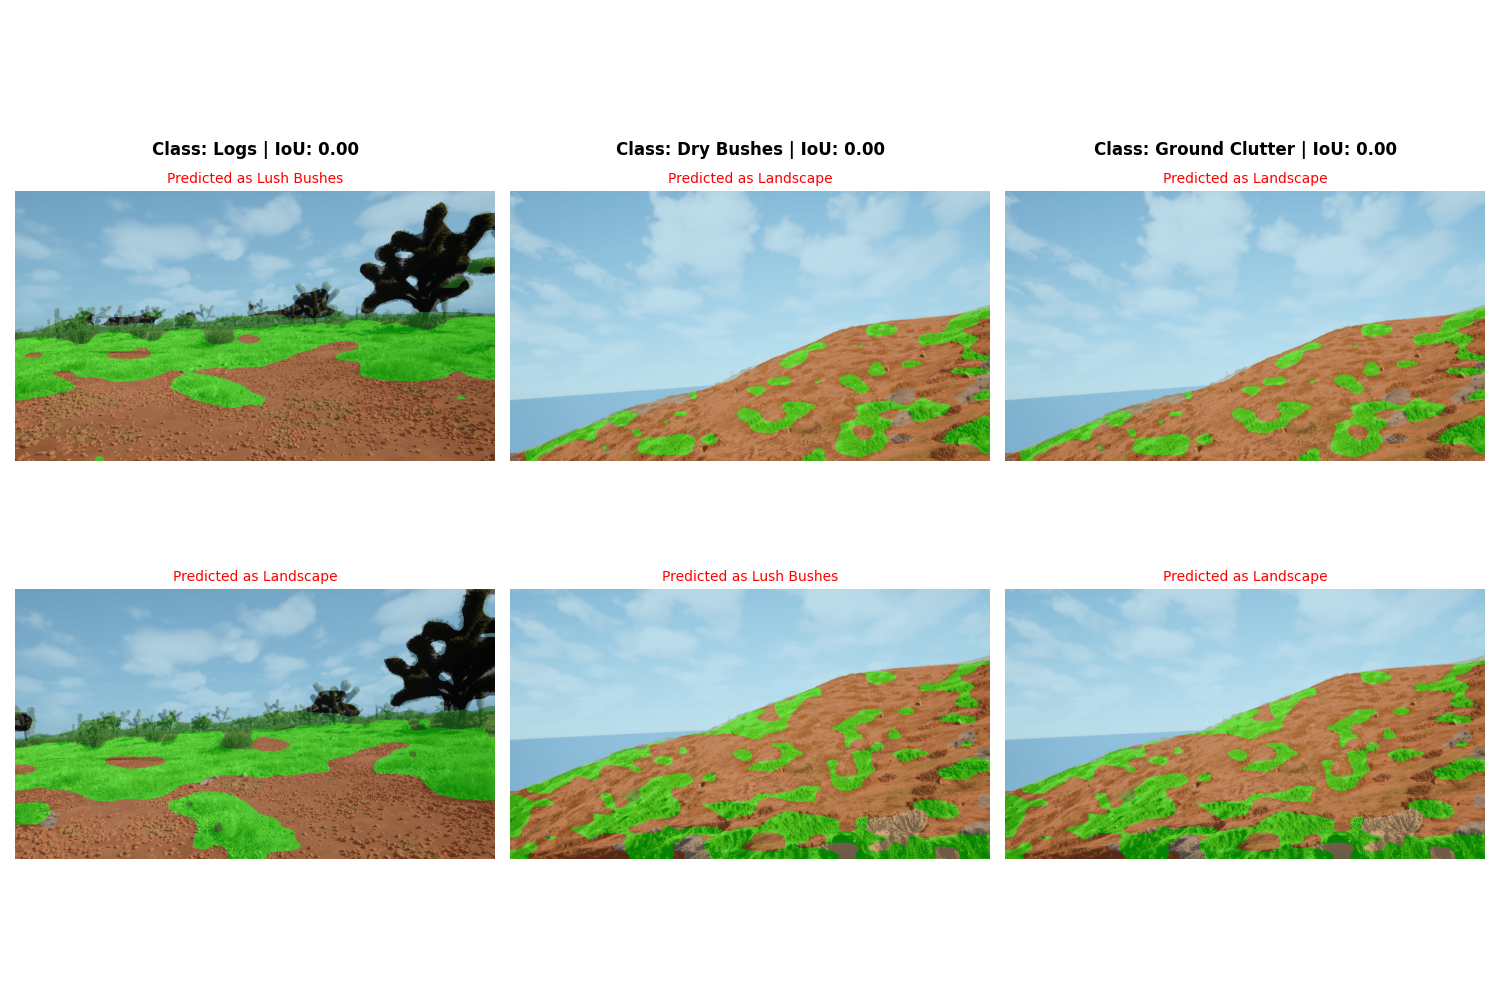 Class: Logs | IoU: 0.00
Predicted as Lush Bushes
Class: Dry Bushes | IoU: 0.00
Predicted as Landscape
Class: Ground Clutter | IoU: 0.00
Predicted as Landscape
Predicted as Landscape
Predicted as Lush Bushes
Predicted as Landscape